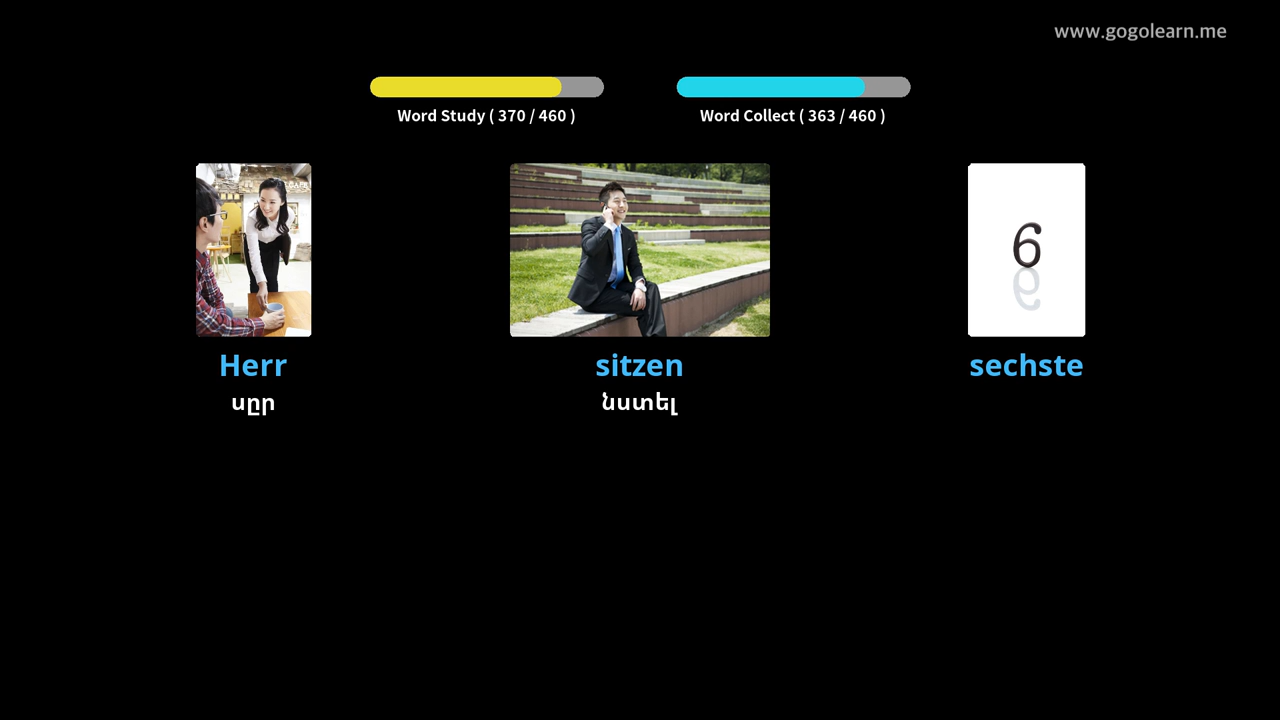 www.gogolearn.me
Word Study ( 370 / 460 )
Word Collect ( 363 / 460 )
6
Herr
sitzen
sechste
սըր
նստել